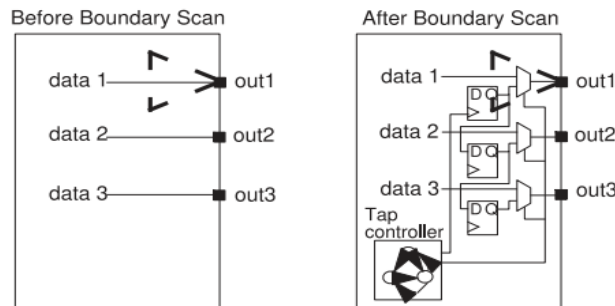 Before Boundary Scan
data 1
out1
data 2
out2
data 3
out3
After Boundary Scan
data 1
out1
D Q
data 2
out2
D Q
data 3
out3
D Q
Tap
controller